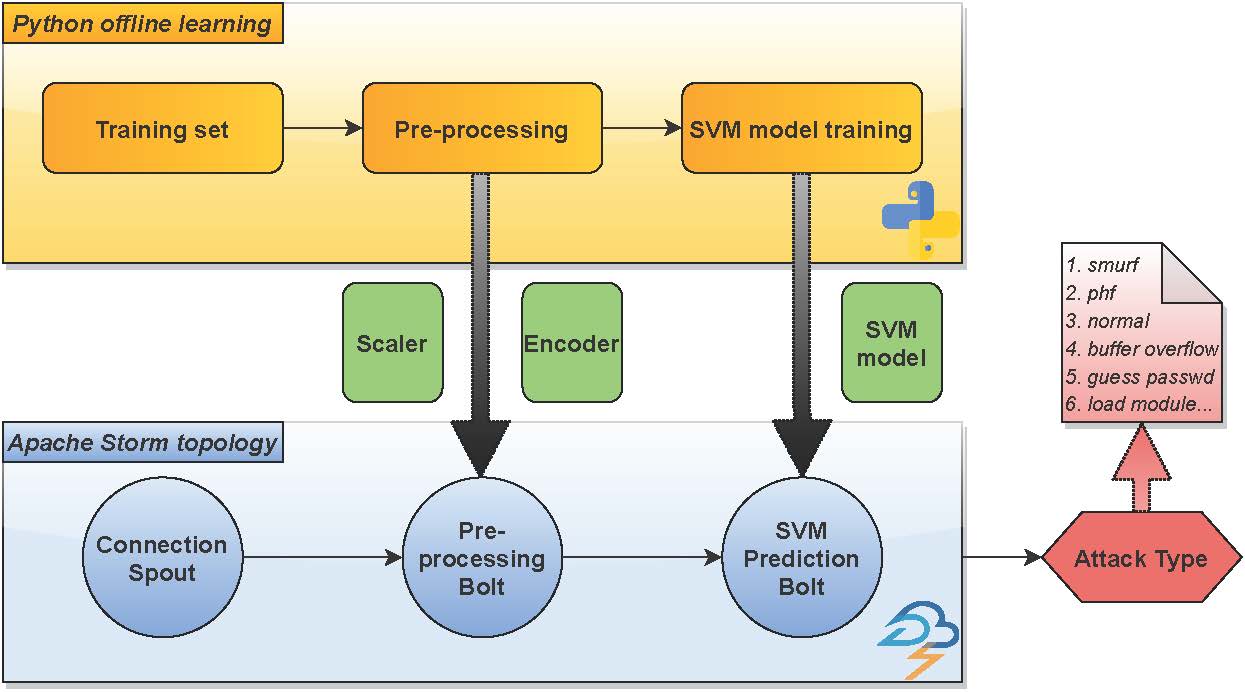 Python offline learning
Training set
Pre-processing
SVM model training
Scaler
Encoder
SVM
model
1. smurf
2. phf
3. normal
4. buffer overflow
5. guess passwd
6. load module...
Apache Storm topology
Connection
Spout
Pre-
processing
Bolt
SVM
Prediction
Bolt
Attack Type